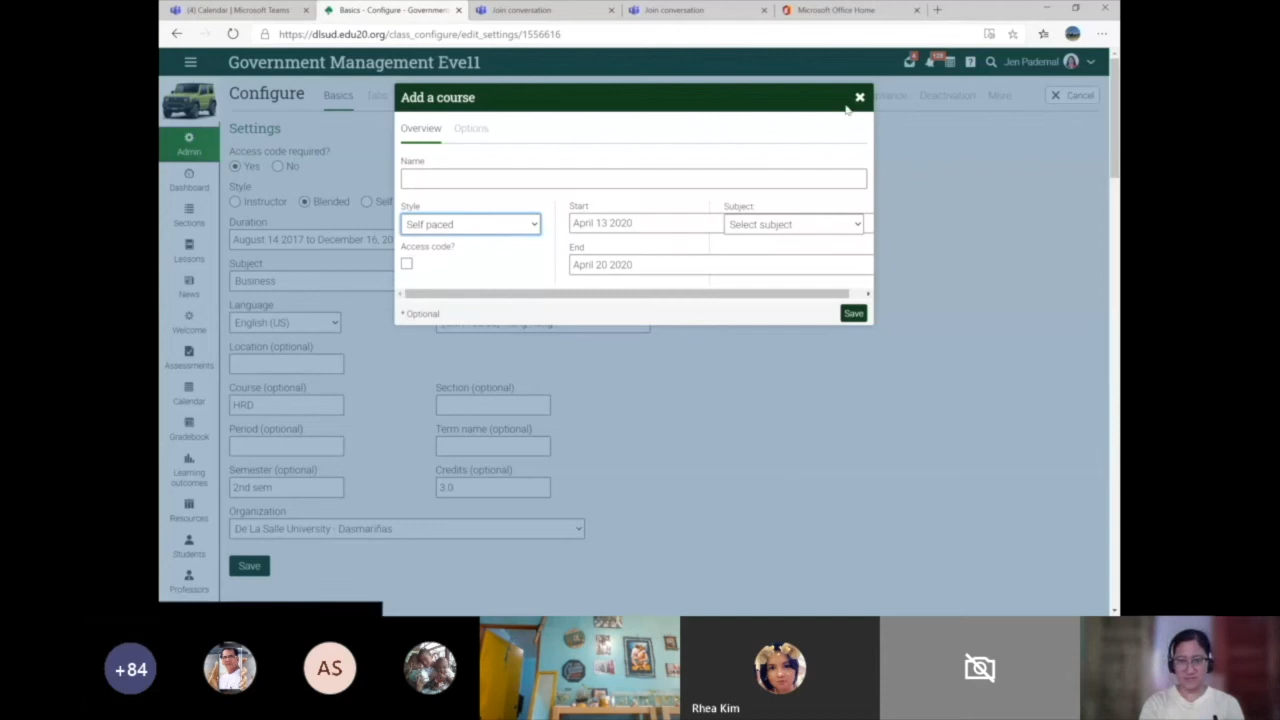 (4) Calendar | Microsoft Teams
Basics - Configure - Governmen
Join conversation
Join conversation
Microsoft Office Home
https://dlsud.edu20.org/class_configure/edit_settings/1556616
Government Management Eve11
Jen Padernal
Configure
Basics
Tabs
Deactivation
More
Cancel
Add a course
Overview
Options
Name
Style
Self paced
Access code?
Start
April 13 2020
End
April 20 2020
Subject
Select subject
* Optional
Save
Admin
Dashboard
Sections
Lessons
News
Welcome
Assessments
Calendar
Gradebook
Learning
outcomes
Resources
Students
Professors
Settings
Access code required?
Yes
No
Style
Instructor
Blended
Self
Duration
August 14 2017 to December 16, 20
Subject
Business
Language
English (US)
Location (optional)
Course (optional)
Section (optional)
HRD
Period (optional)
Term name (optional)
Semester (optional)
Credits (optional)
2nd sem
3.0
Organization
De La Salle University - Dasmariñas
Save
+84
AS
Rhea Kim